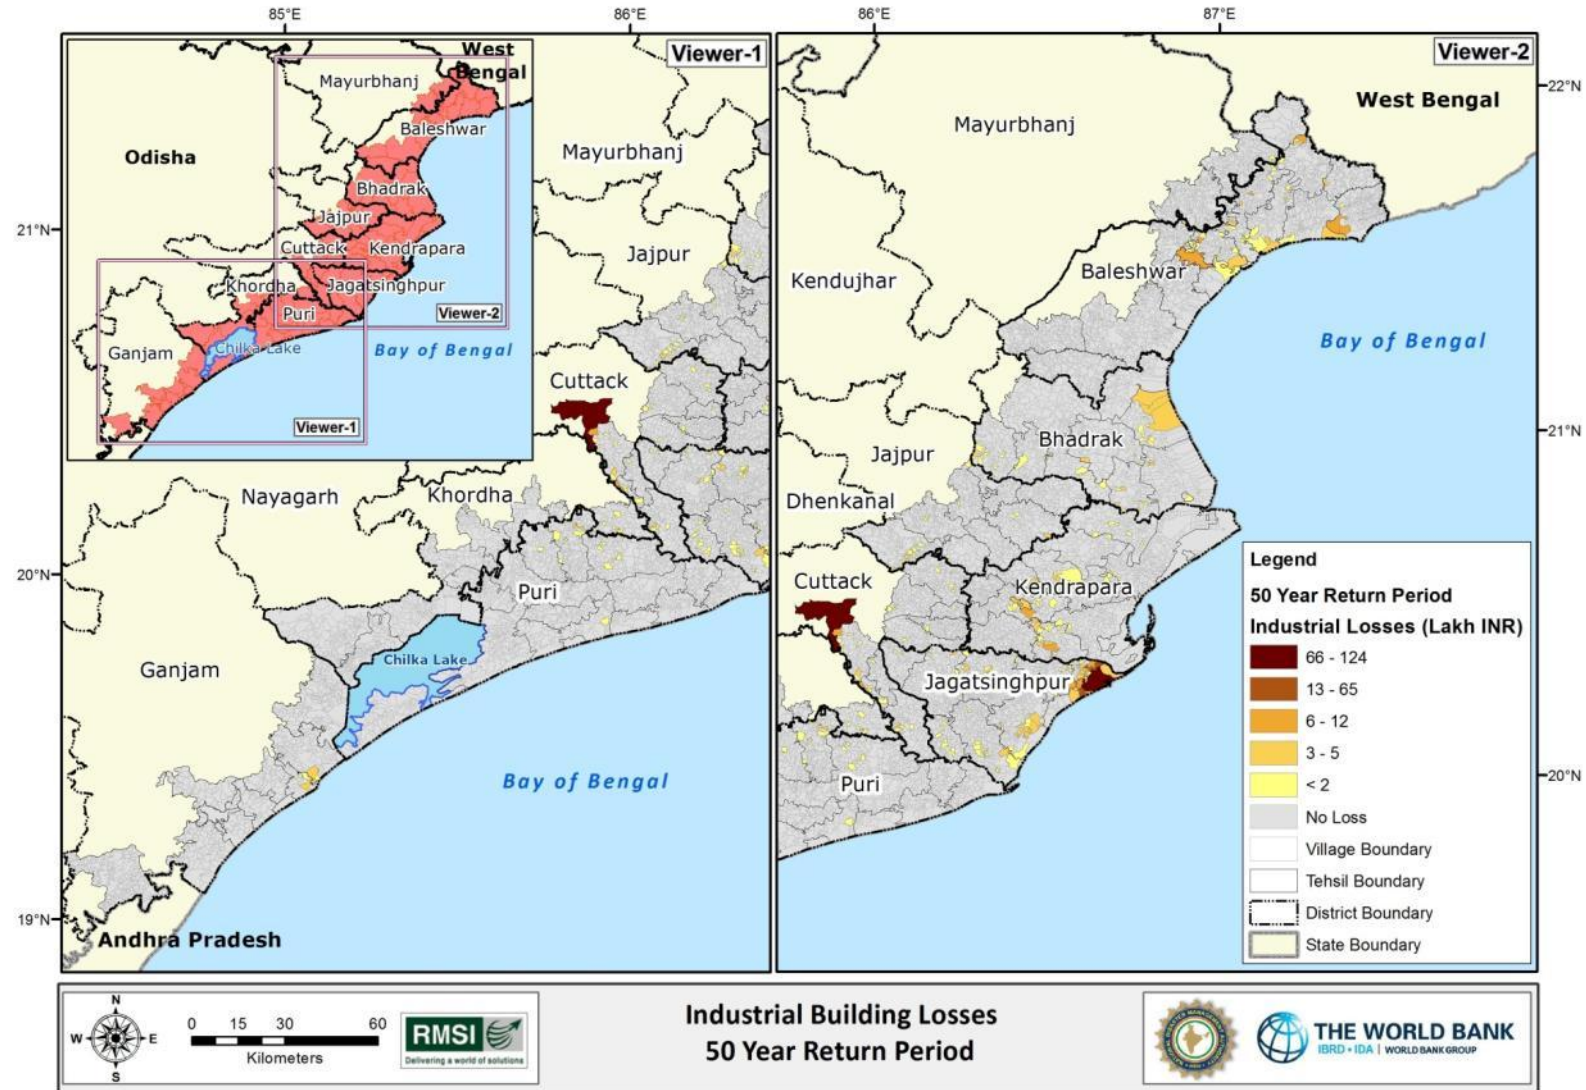 85°E
86°E
86°E
87°E
Viewer-1
Viewer-2
West
Bengal
Mayurbhanj
Baleshwar
Odisha
Bhadrak
Jajpur
Cuttack
Kendrapara
Khordha
Jagatsinghpur
Puri
Viewer-2
Ganjam
Chilka Lake
Bay of Bengal
Viewer-1
21°N
20°N
19°N
Mayurbhanj
Jajpur
Cuttack
Nayagarh
Khordha
Puri
Ganjam
Chilka Lake
Bay of Bengal
Andhra Pradesh
22°N
21°N
20°N
West Bengal
Mayurbhanj
Kendujhar
Baleshwar
Bay of Bengal
Bhadrak
Jajpur
Dhenkanal
Cuttack
Kendrapara
Jagatsinghpur
Puri
Legend
50 Year Return Period
Industrial Losses (Lakh INR)
66 - 124
13 - 65
6 - 12
3 - 5
< 2
No Loss
Village Boundary
Tehsil Boundary
District Boundary
State Boundary
N
W
E
S
0 15 30 60
Kilometers
RMSI
Delivering a world of solutions
Industrial Building Losses
50 Year Return Period
THE WORLD BANK
IBRD • IDA | WORLD BANK GROUP